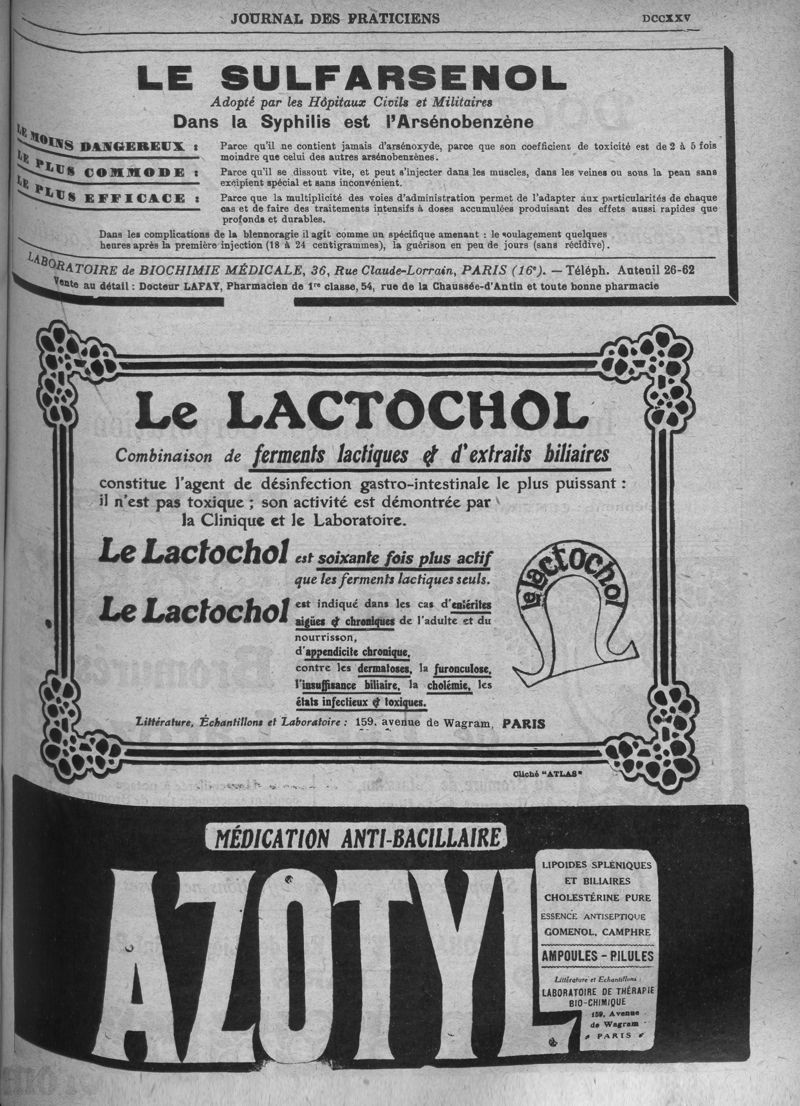 JOURNAL DES PRATICIENS
DCCXXV
LE SULFARSENOL
Adopté par les Hôpitaux Civils et Militaires
Dans la Syphilis est l'Arsénobenzène
LE MOINS DANGEREUX : Parce qu'il ne contient jamais d'arsénoxyde, parce que son coefficient de toxicité est de 2 à 5 fois
moindre que celui des autres arsénobenzènes.
LE PLUS COMMODE : Parce qu'il se dissout vite, et peut s'injecter dans les muscles, dans les veines ou sous la peau sans
excipient spécial et sans inconvénient.
LE PLUS EFFICACE : Parce que la multiplicité des voies d'administration permet de l'adapter aux particularités de chaque
cas et de faire des traitements intensifs à doses accumulées produisant des effets aussi rapides que
profonds et durables.
Dans les complications de la blennoragie il agit comme un spécifique amenant : le soulagement quelques
heures après la première injection (18 à 24 centigrammes), la guérison en peu de jours (sans récidive).
LABORATOIRE de BIOCHIMIE MÉDICALE, 36, Rue Claude-Lorrain, PARIS (16e). — Téléph. Auteuil 26-62
Vente au détail : Docteur LAFAY, Pharmacien de 1re classe, 54, rue de la Chaussée-d'Antin et toute bonne pharmacie
Le LACTOCHOL
Combinaison de ferments lactiques & d'extraits biliaires
constitue l'agent de désinfection gastro-intestinale le plus puissant :
il n'est pas toxique ; son activité est démontrée par
la Clinique et le Laboratoire.
Le Lactochol est soixante fois plus actif
que les ferments lactiques seuls.
Le Lactochol est indiqué dans les cas d'entérites
aigües & chroniques de l'adulte et du
nourrisson,
d'appendicite chronique,
contre les dermatoses, la furonculose,
l'insuffisance biliaire, la cholémie, les
états infectieux & toxiques.
le lactochol
Littérature, Échantillons et Laboratoire : 159, avenue de Wagram, PARIS
Cliché "ATLAS"
MÉDICATION ANTI-BACILLAIRE
AZOTYL
LIPOIDES SPLÉNIQUES
ET BILIAIRES
CHOLESTÉRINE PURE
ESSENCE ANTISEPTIQUE
GOMENOL, CAMPHRE
AMPOULES - PILULES
Littérature et Echantillons :
LABORATOIRE DE THÉRAPIE
BIO-CHIMIQUE
159, Avenue
de Wagram
PARIS